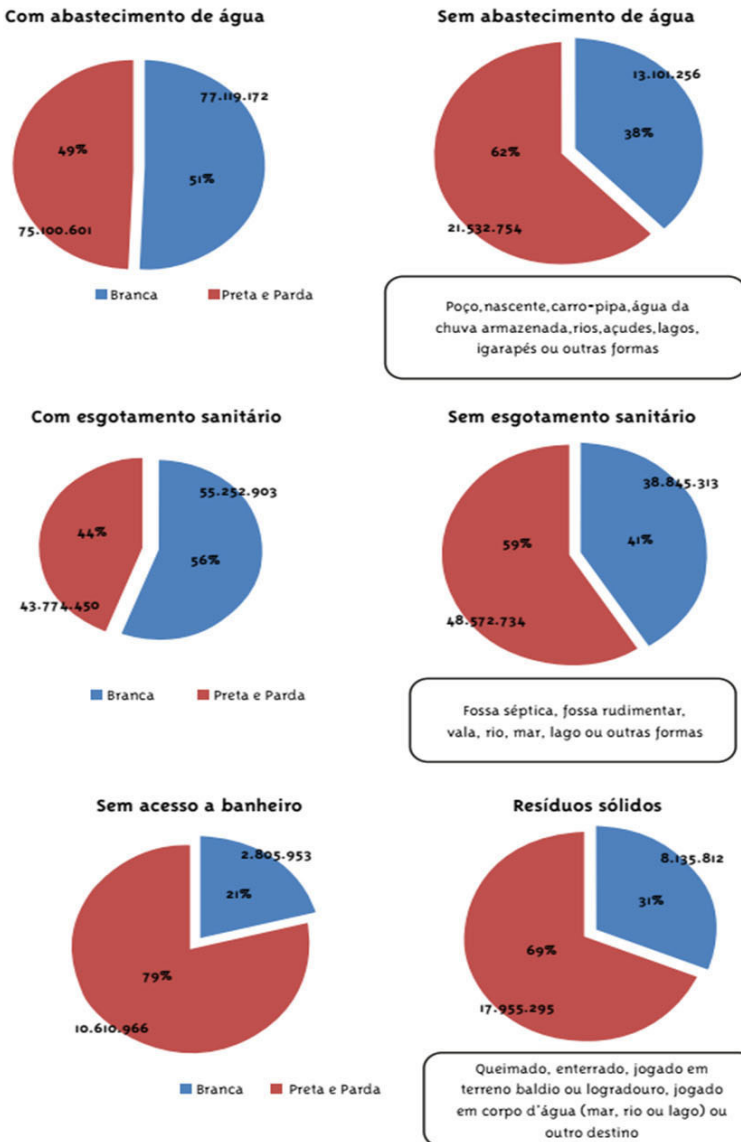 Com abastecimento de água
77.119.172
49%
51%
75.100.601
Branca
Preta e Parda
Sem abastecimento de água
13.101.256
38%
62%
21.532.754
Poço,nascente,carro-pipa,água da
chuva armazenada,rios,açudes,lagos,
igarapés ou outras formas
Com esgotamento sanitário
55.252.903
44%
56%
43.774.450
Branca
Preta e Parda
Sem esgotamento sanitário
38.845.313
59%
41%
48.572.734
Fossa séptica, fossa rudimentar,
vala, rio, mar, lago ou outras formas
Sem acesso a banheiro
2.805.953
21%
79%
10.610.966
Branca
Preta e Parda
Resíduos sólidos
8.135.812
31%
69%
17.955.295
Queimado, enterrado, jogado em
terreno baldio ou logradouro, jogado
em corpo d'água (mar, rio ou lago) ou
outro destino